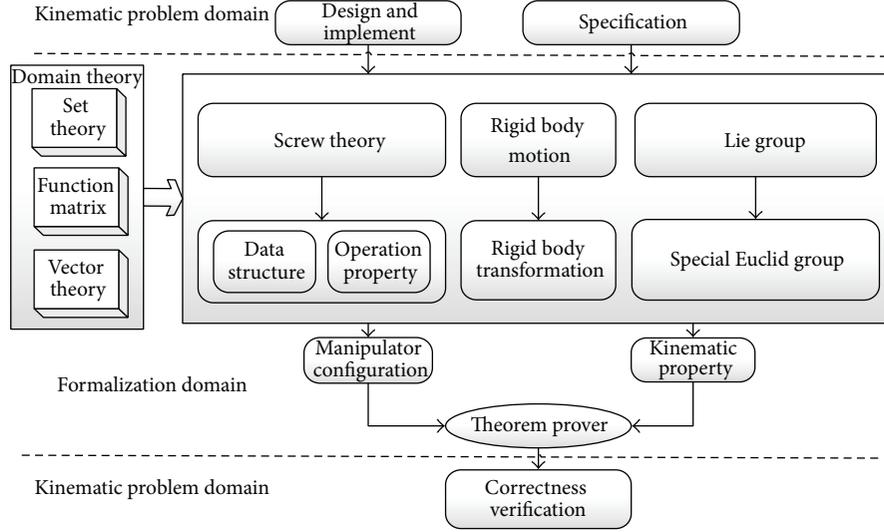 Kinematic problem domain
Design and
implement
Specification
Domain theory
Set
theory
Function
matrix
Vector
theory
Screw theory
Rigid body
motion
Lie group
Data
structure
Operation
property
Rigid body
transformation
Special Euclid group
Manipulator
configuration
Kinematic
property
Formalization domain
Theorem prover
Kinematic problem domain
Correctness
verification